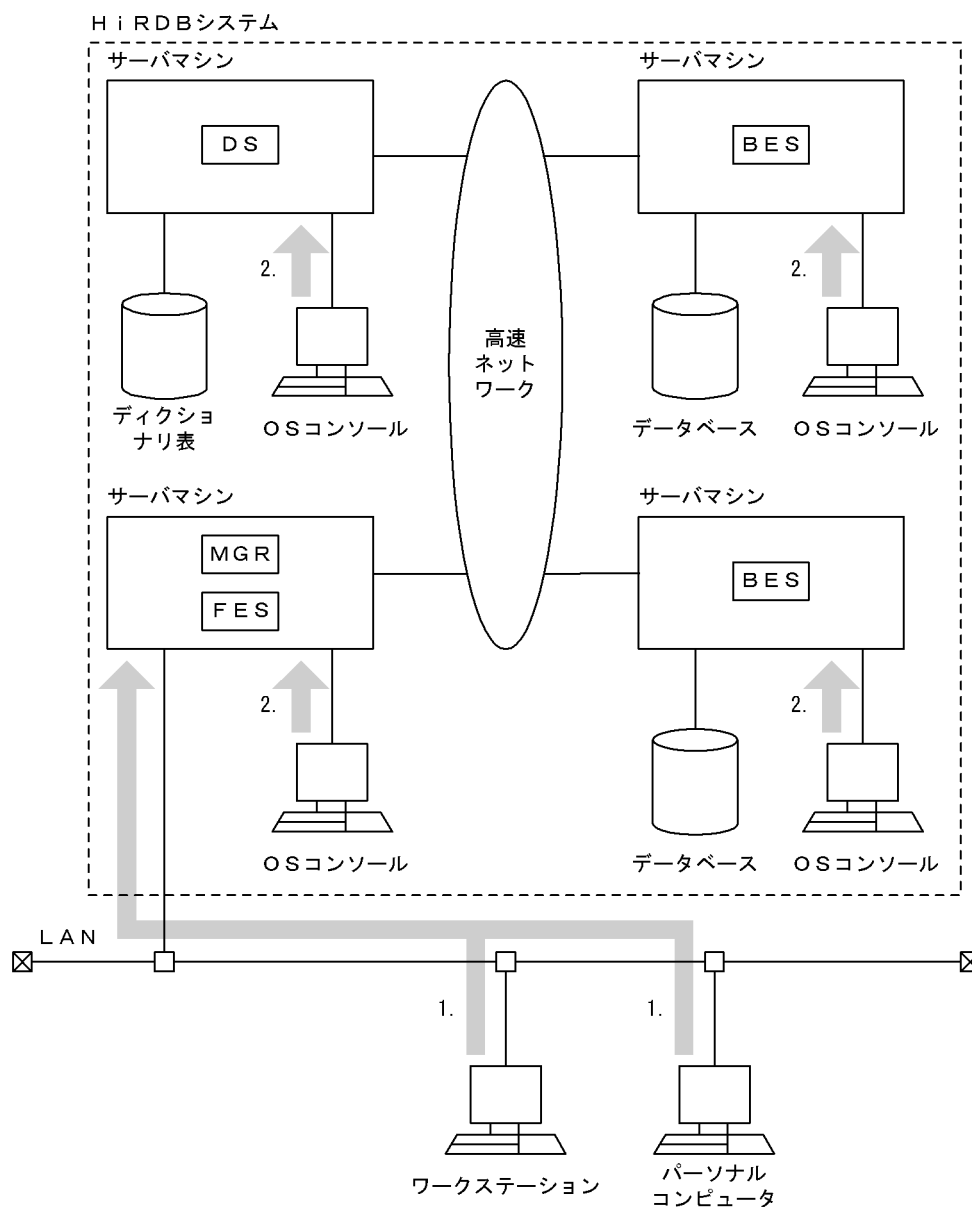 ＨｉＲＤＢシステム
サーバマシン
サーバマシン
ＤＳ
ＢＥＳ
2.
2.
高速
ネット
ワーク
ディクショ
ナリ表
ＯＳコンソール
データベース
ＯＳコンソール
サーバマシン
サーバマシン
ＭＧＲ
ＦＥＳ
ＢＥＳ
2.
2.
ＯＳコンソール
データベース
ＯＳコンソール
ＬＡＮ
1.
1.
ワークステーション
パーソナル
コンピュータ